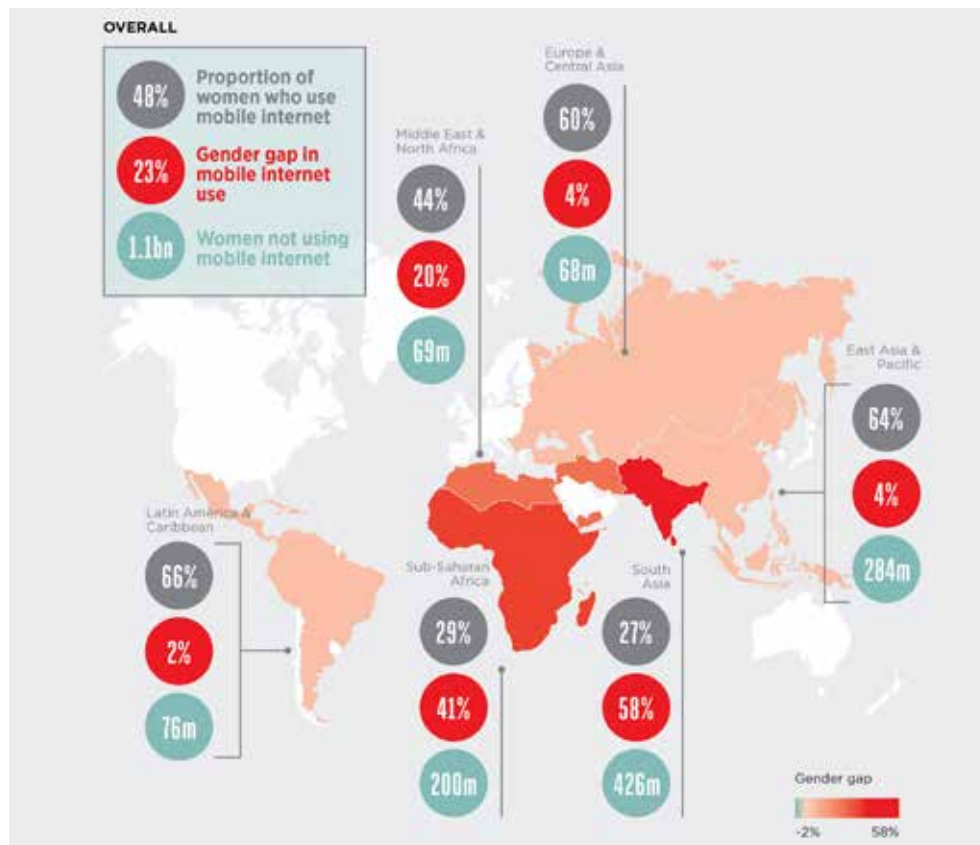 OVERALL
48%
Proportion of
women who use
mobile internet
23%
Gender gap in
mobile internet
use
1.1bn
Women not using
mobile internet
Middle East &
North Africa
44%
20%
69m
Europe &
Central Asia
60%
4%
68m
East Asia &
Pacific
64%
4%
284m
Latin America &
Caribbean
66%
2%
76m
Sub-Saharan
Africa
29%
41%
200m
South
Asia
27%
58%
426m
Gender gap
-2%
58%